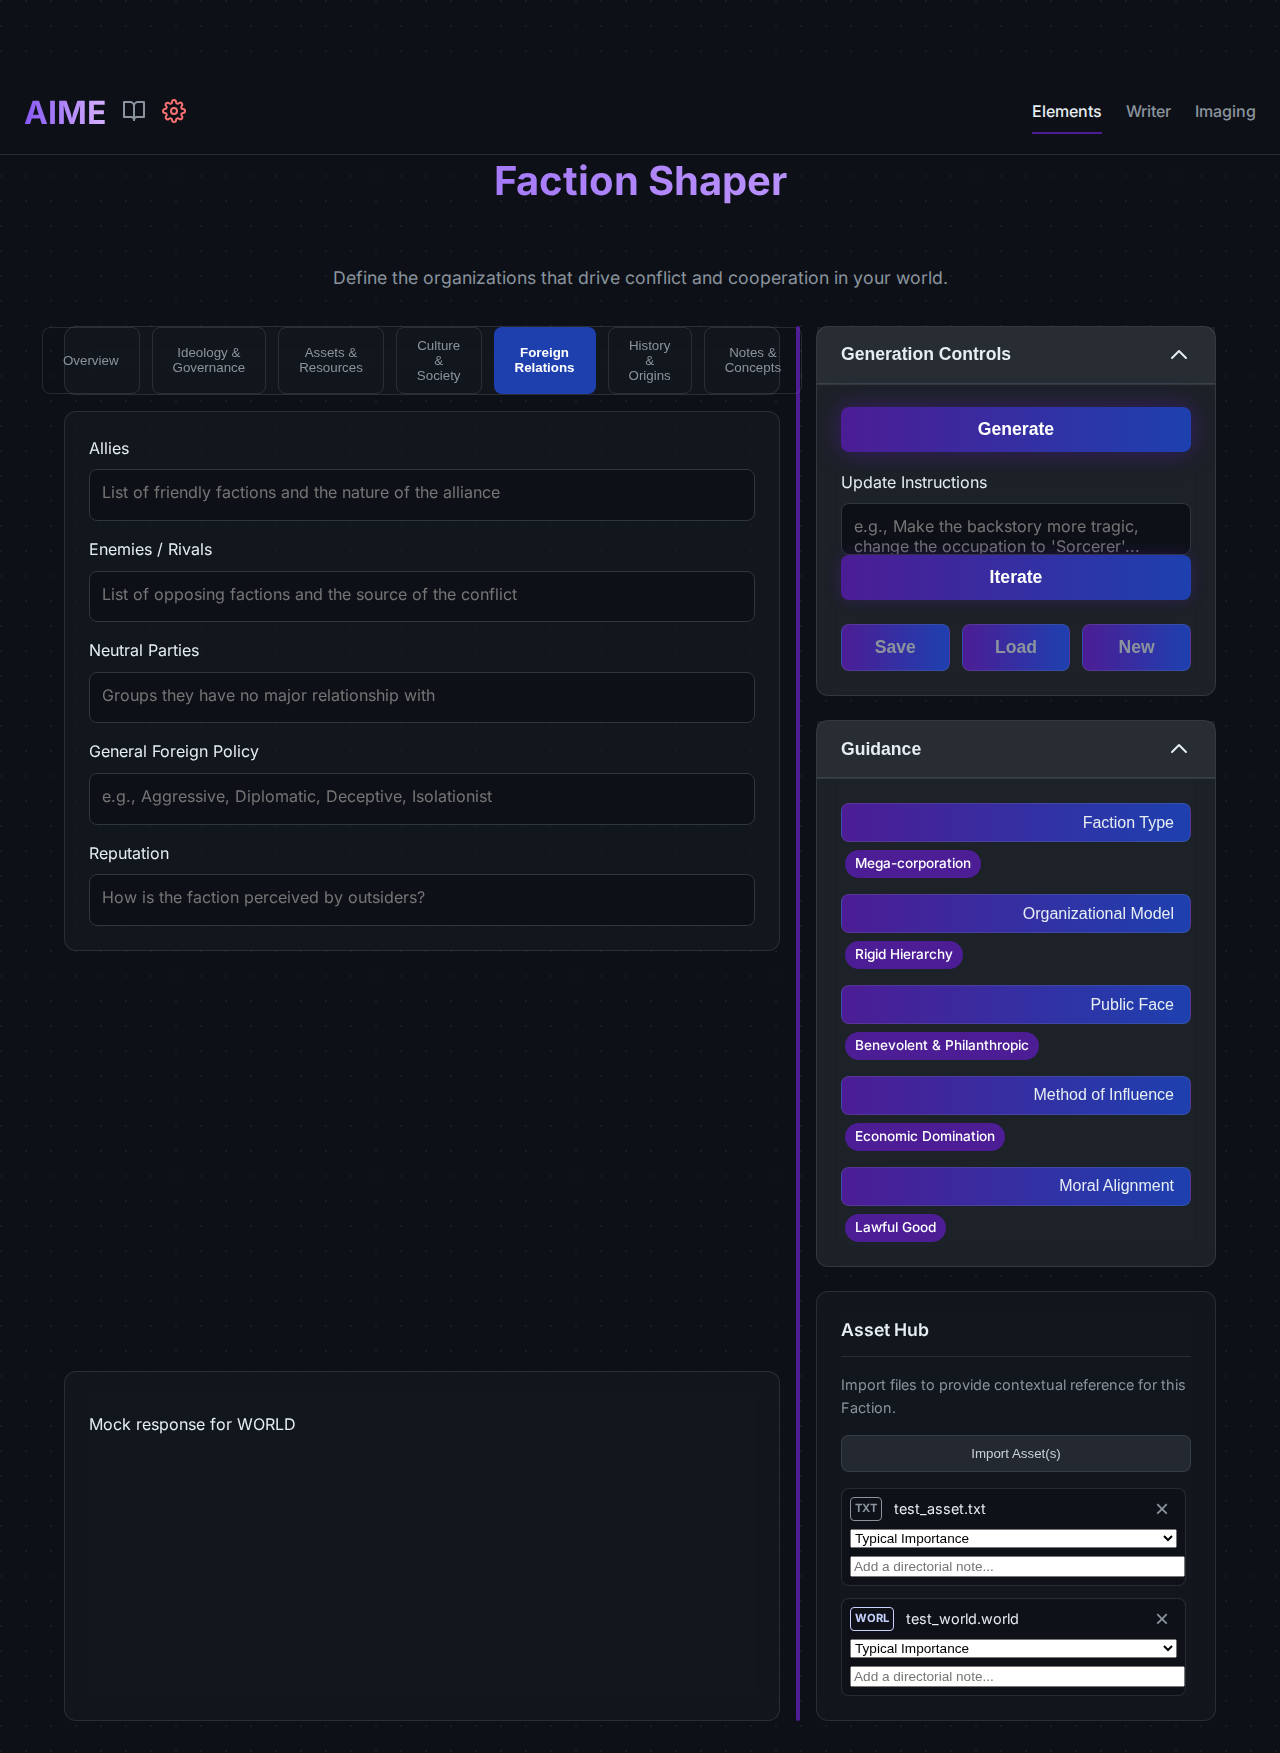 AIME
Elements
Writer
Imaging
Faction Shaper
Define the organizations that drive conflict and cooperation in your world.
Overview
Ideology &
Governance
Assets &
Resources
Culture
&
Society
Foreign
Relations
History
&
Origins
Notes &
Concepts
Allies
List of friendly factions and the nature of the alliance
Enemies / Rivals
List of opposing factions and the source of the conflict
Neutral Parties
Groups they have no major relationship with
General Foreign Policy
e.g., Aggressive, Diplomatic, Deceptive, Isolationist
Reputation
How is the faction perceived by outsiders?
Mock response for WORLD
Generation Controls
Generate
Update Instructions
e.g., Make the backstory more tragic,
change the occupation to 'Sorcerer'...
Iterate
Save
Load
New
Guidance
Faction Type
Mega-corporation
Organizational Model
Rigid Hierarchy
Public Face
Benevolent & Philanthropic
Method of Influence
Economic Domination
Moral Alignment
Lawful Good
Asset Hub
Import files to provide contextual reference for this
Faction.
Import Asset(s)
TXT
test_asset.txt
Typical Importance
Add a directorial note...
WORL
test_world.world
Typical Importance
Add a directorial note...